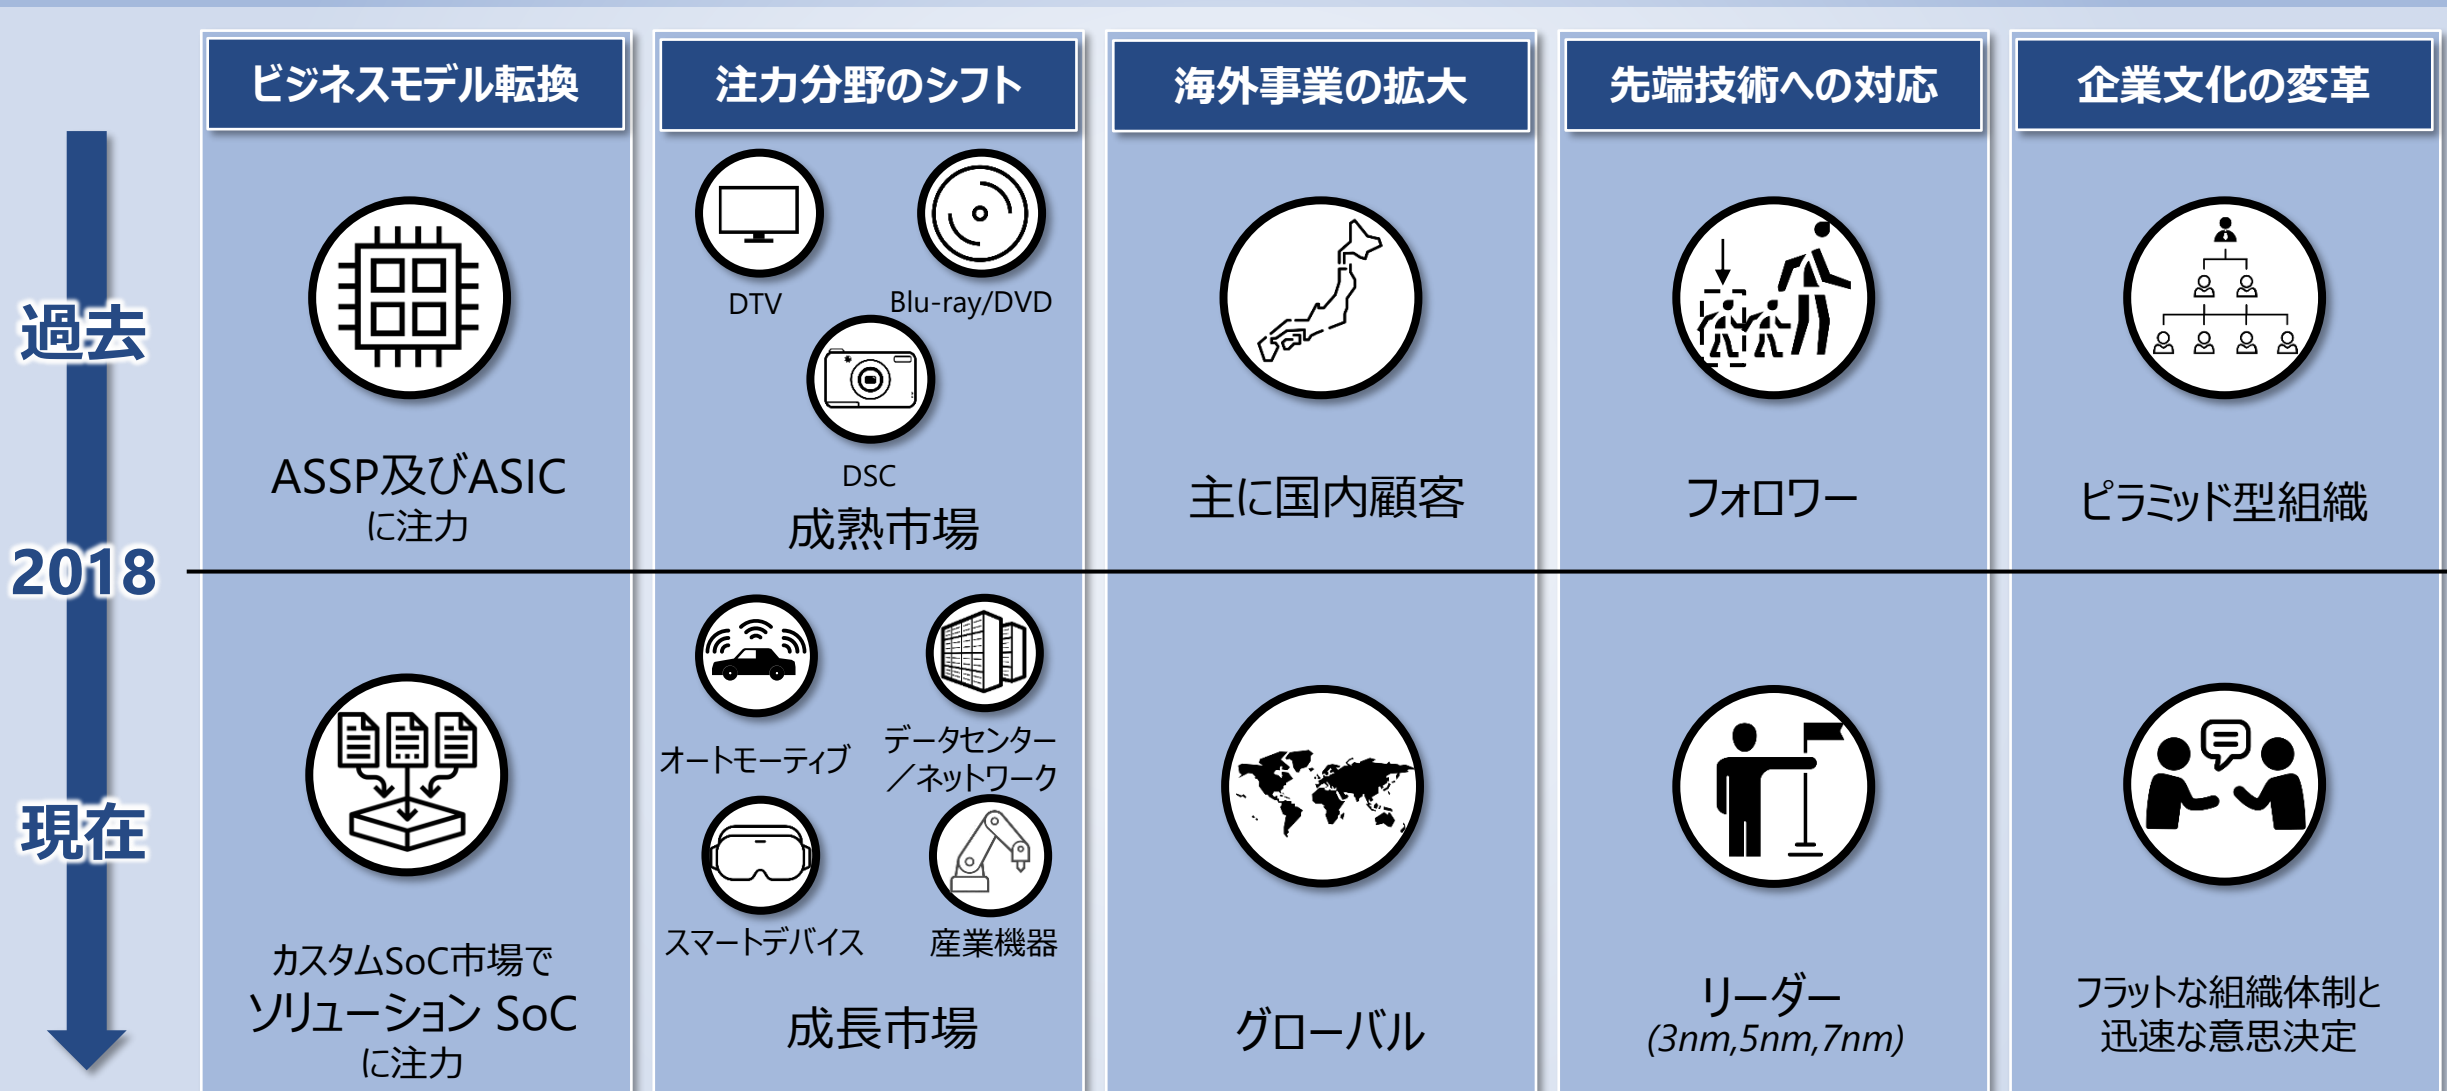 ビジネスモデル転換
注力分野のシフト
海外事業の拡大
先端技術への対応
企業文化の変革
過去
DTV
Blu-ray/DVD
DSC
ASSP及びASIC
に注力
成熟市場
主に国内顧客
フォロワー
ピラミッド型組織
2018
現在
オートモーティブ
データセンター
／ネットワーク
スマートデバイス
産業機器
カスタムSoC市場で
ソリューション SoC
に注力
成長市場
グローバル
リーダー
(3nm,5nm,7nm)
フラットな組織体制と
迅速な意思決定